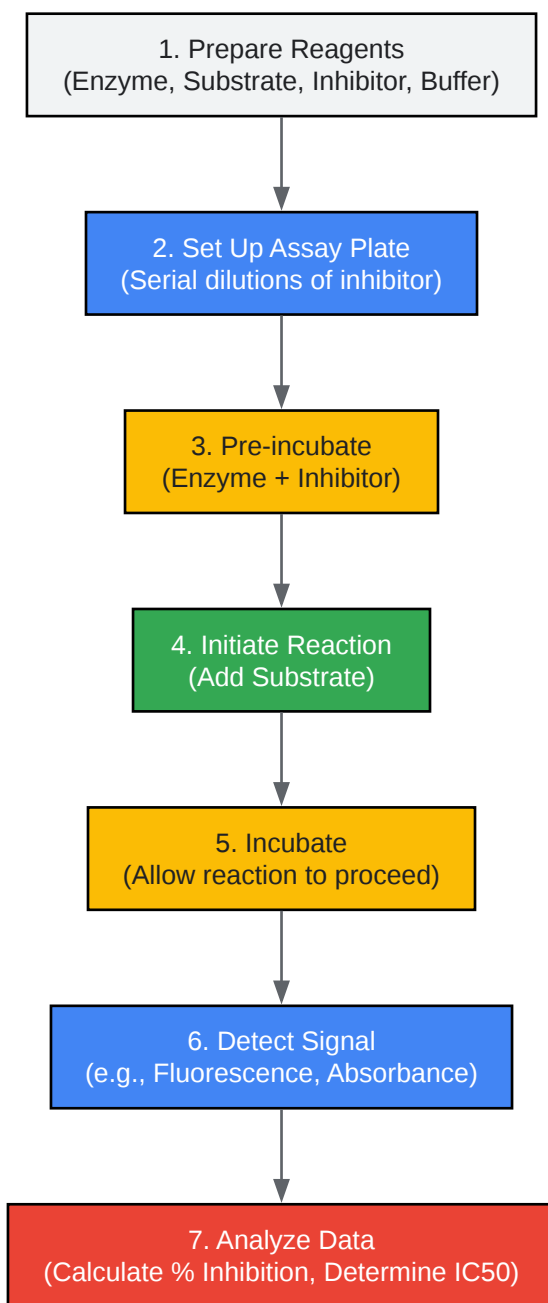 1. Prepare Reagents
(Enzyme, Substrate, Inhibitor, Buffer)
2. Set Up Assay Plate
(Serial dilutions of inhibitor)
3. Pre-incubate
(Enzyme + Inhibitor)
4. Initiate Reaction
(Add Substrate)
5. Incubate
(Allow reaction to proceed)
6. Detect Signal
(e.g., Fluorescence, Absorbance)
7. Analyze Data
(Calculate % Inhibition, Determine IC50)